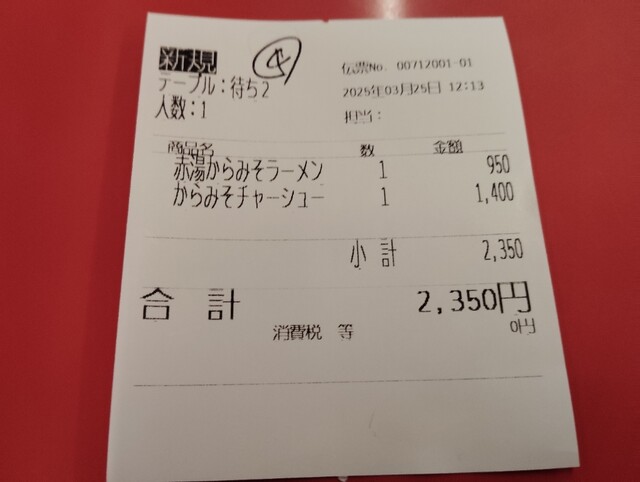 新規
伝票No. 00712001-01
テーブル：待ち2
2025年03月25日 12:13
人数：1
担当：
商品名 数 金額
赤湯からみそラーメン 1 950
からみそチャーシュー 1 1,400
小計 2,350
合計 2,350円
消費税 等 0円